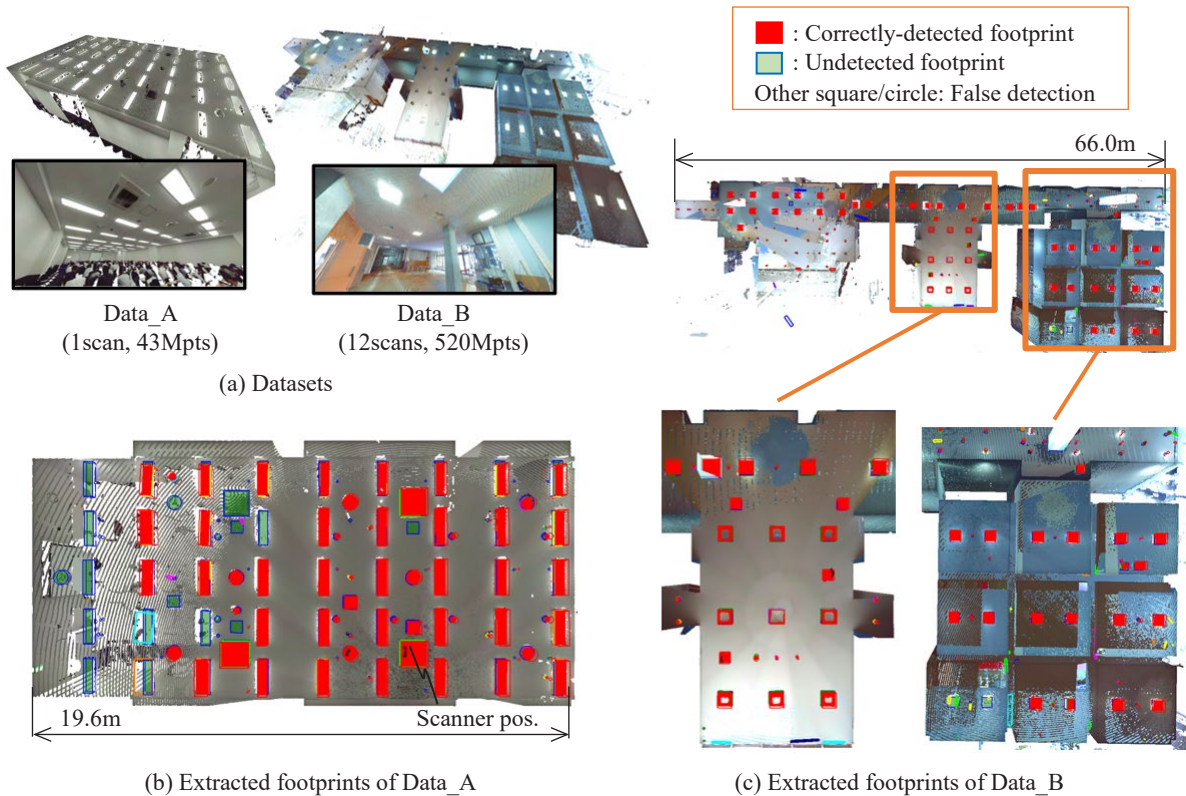 : Correctly-detected footprint
: Undetected footprint
Other square/circle: False detection
66.0m
Data_A
(1scan, 43Mpts)
Data_B
(12scans, 520Mpts)
(a) Datasets
19.6m
Scanner pos.
(b) Extracted footprints of Data_A
(c) Extracted footprints of Data_B